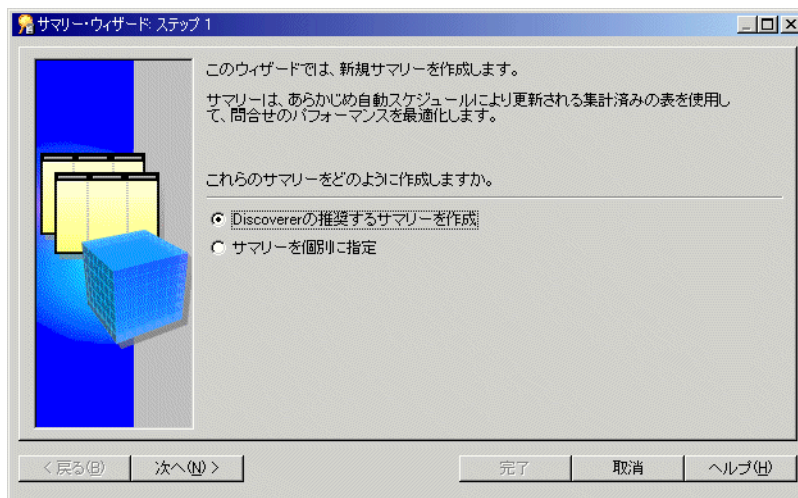 サマリー・ウィザード: ステップ 1
このウィザードでは、新規サマリーを作成します。
サマリーは、あらかじめ自動スケジュールにより更新される集計済みの表を使用し
て、問合せのパフォーマンスを最適化します。
これらのサマリーをどのように作成しますか。
Discovererの推奨するサマリーを作成
サマリーを個別に指定
< 戻る(B)
次へ(N) >
完了
取消
ヘルプ(H)